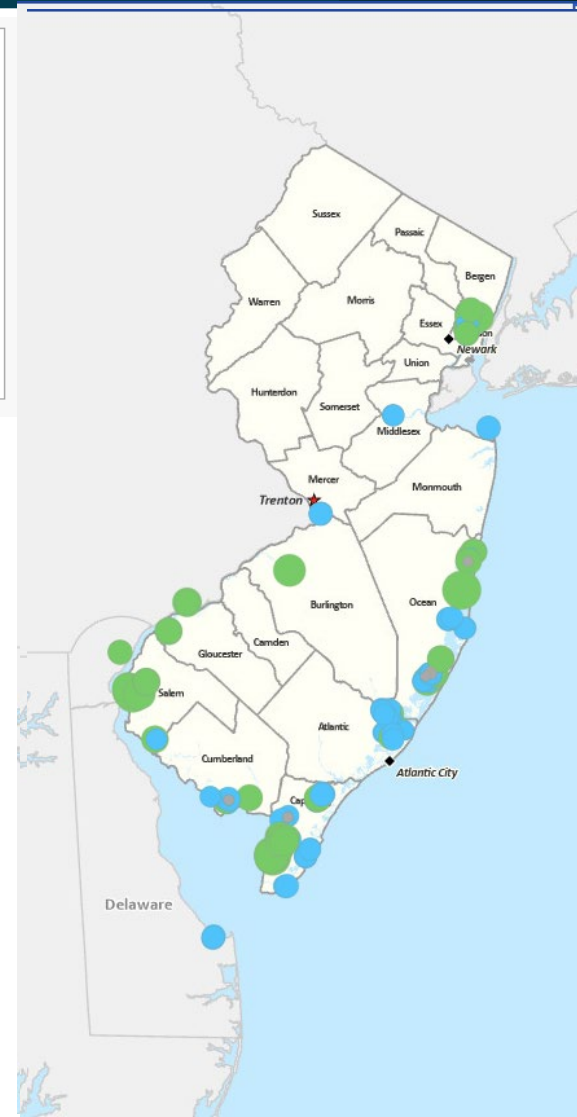 Sussex
Passaic
Bergen
Warren
Morris
Essex
Newark
Union
Hunterdon
Somerset
Middlesex
Mercer
Trenton
Monmouth
Burlington
Ocean
Camden
Gloucester
Salem
Atlantic
Cumberland
Atlantic City
Delaware